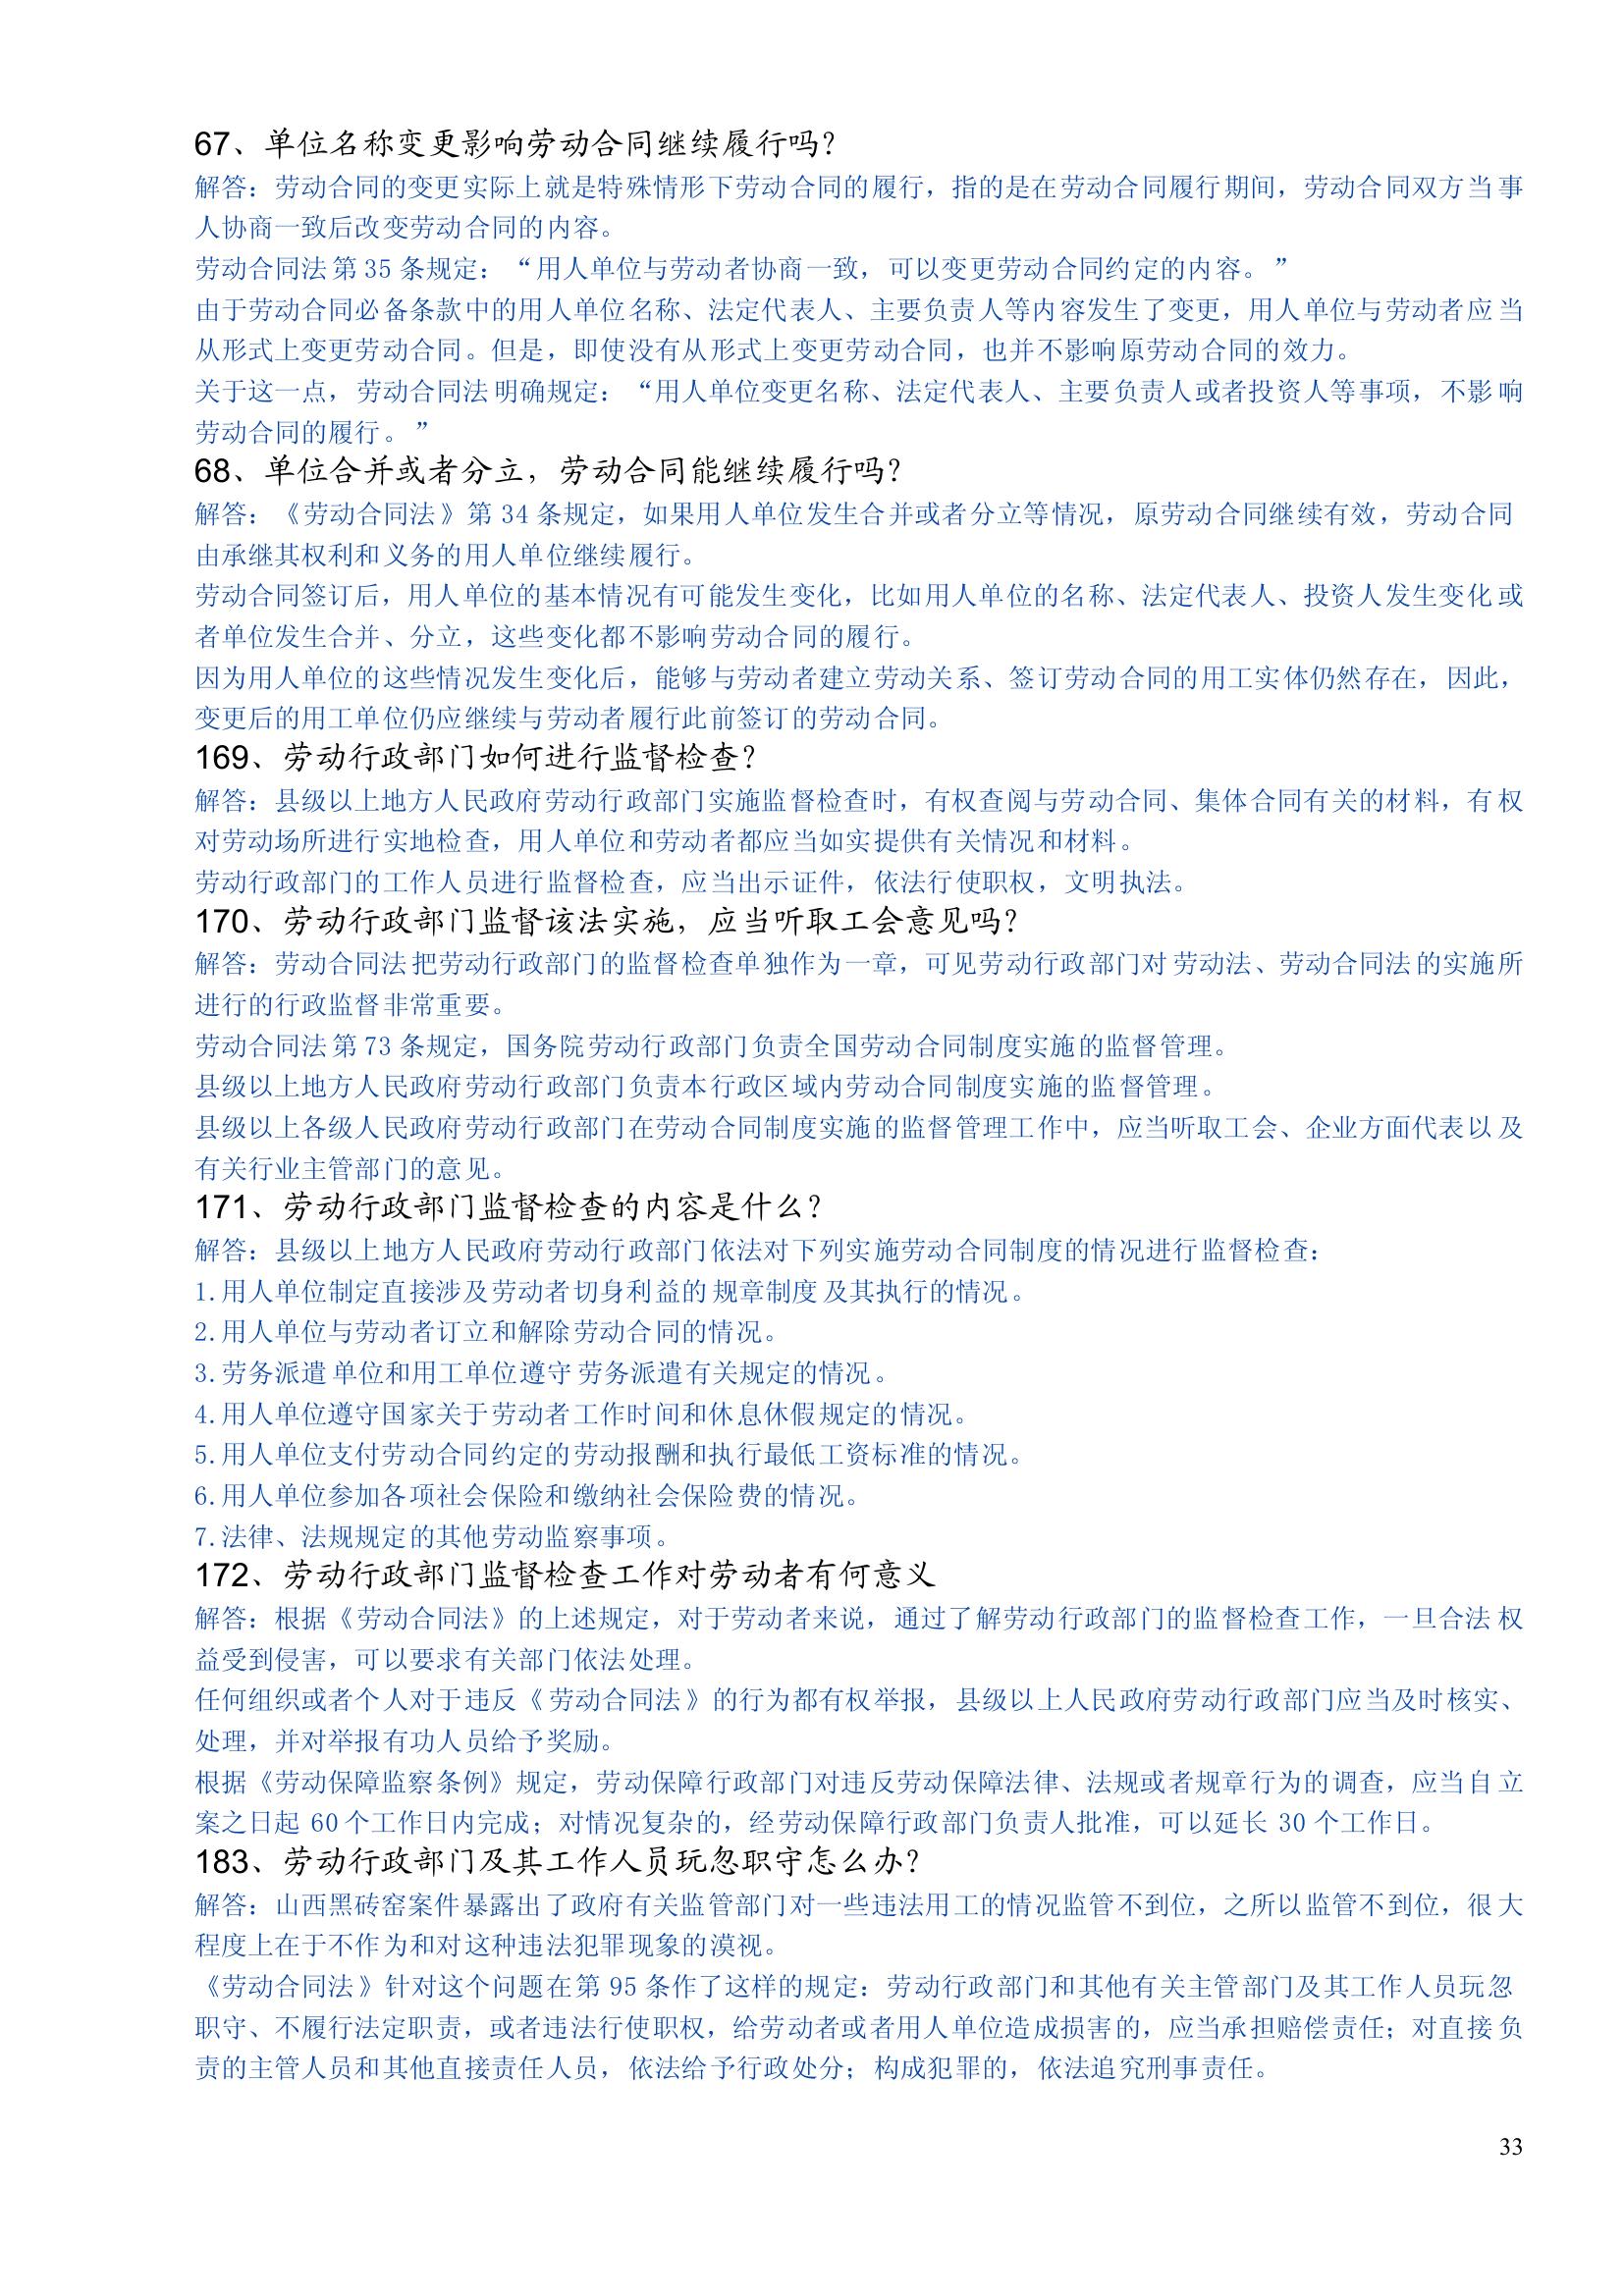 67、单位名称变更影响劳动合同继续履行吗?
解答：劳动合同的变更实际上就是特殊情形下劳动合同的履行，指的是在劳动合同履行期间，劳动合同双方当事
人协商一致后改变劳动合同的内容。
劳动合同法第 35 条规定：“用人单位与劳动者协商一致，可以变更劳动合同约定的内容。”
由于劳动合同必备条款中的用人单位名称、法定代表人、主要负责人等内容发生了变更，用人单位与劳动者应当
从形式上变更劳动合同。但是，即使没有从形式上变更劳动合同，也并不影响原劳动合同的效力。
关于这一点，劳动合同法明确规定：“用人单位变更名称、法定代表人、主要负责人或者投资人等事项，不影响
劳动合同的履行。”
68、单位合并或者分立，劳动合同能继续履行吗?
解答：《劳动合同法》第 34 条规定，如果用人单位发生合并或者分立等情况，原劳动合同继续有效，劳动合同
由承继其权利和义务的用人单位继续履行。
劳动合同签订后，用人单位的基本情况有可能发生变化，比如用人单位的名称、法定代表人、投资人发生变化或
者单位发生合并、分立，这些变化都不影响劳动合同的履行。
因为用人单位的这些情况发生变化后，能够与劳动者建立劳动关系、签订劳动合同的用工实体仍然存在，因此，
变更后的用工单位仍应继续与劳动者履行此前签订的劳动合同。
169、劳动行政部门如何进行监督检查?
解答：县级以上地方人民政府劳动行政部门实施监督检查时，有权查阅与劳动合同、集体合同有关的材料，有权
对劳动场所进行实地检查，用人单位和劳动者都应当如实提供有关情况和材料。
劳动行政部门的工作人员进行监督检查，应当出示证件，依法行使职权，文明执法。
170、劳动行政部门监督该法实施，应当听取工会意见吗?
解答：劳动合同法把劳动行政部门的监督检查单独作为一章，可见劳动行政部门对劳动法、劳动合同法的实施所
进行的行政监督非常重要。
劳动合同法第 73 条规定，国务院劳动行政部门负责全国劳动合同制度实施的监督管理。
县级以上地方人民政府劳动行政部门负责本行政区域内劳动合同制度实施的监督管理。
县级以上各级人民政府劳动行政部门在劳动合同制度实施的监督管理工作中，应当听取工会、企业方面代表以及
有关行业主管部门的意见。
171、劳动行政部门监督检查的内容是什么?
解答：县级以上地方人民政府劳动行政部门依法对下列实施劳动合同制度的情况进行监督检查：
1.用人单位制定直接涉及劳动者切身利益的规章制度及其执行的情况。
2.用人单位与劳动者订立和解除劳动合同的情况。
3.劳务派遣单位和用工单位遵守劳务派遣有关规定的情况。
4.用人单位遵守国家关于劳动者工作时间和休息休假规定的情况。
5.用人单位支付劳动合同约定的劳动报酬和执行最低工资标准的情况。
6.用人单位参加各项社会保险和缴纳社会保险费的情况。
7.法律、法规规定的其他劳动监察事项。
172、劳动行政部门监督检查工作对劳动者有何意义
解答：根据《劳动合同法》的上述规定，对于劳动者来说，通过了解劳动行政部门的监督检查工作，一旦合法权
益受到侵害，可以要求有关部门依法处理。
任何组织或者个人对于违反《劳动合同法》的行为都有权举报，县级以上人民政府劳动行政部门应当及时核实、
处理，并对举报有功人员给予奖励。
根据《劳动保障监察条例》规定，劳动保障行政部门对违反劳动保障法律、法规或者规章行为的调查，应当自立
案之日起 60 个工作日内完成；对情况复杂的，经劳动保障行政部门负责人批准，可以延长 30 个工作日。
183、劳动行政部门及其工作人员玩忽职守怎么办?
解答：山西黑砖窑案件暴露出了政府有关监管部门对一些违法用工的情况监管不到位，之所以监管不到位，很大
程度上在于不作为和对这种违法犯罪现象的漠视。
《劳动合同法》针对这个问题在第 95 条作了这样的规定：劳动行政部门和其他有关主管部门及其工作人员玩忽
职守、不履行法定职责，或者违法行使职权，给劳动者或者用人单位造成损害的，应当承担赔偿责任；对直接负
责的主管人员和其他直接责任人员，依法给予行政处分；构成犯罪的，依法追究刑事责任。
33